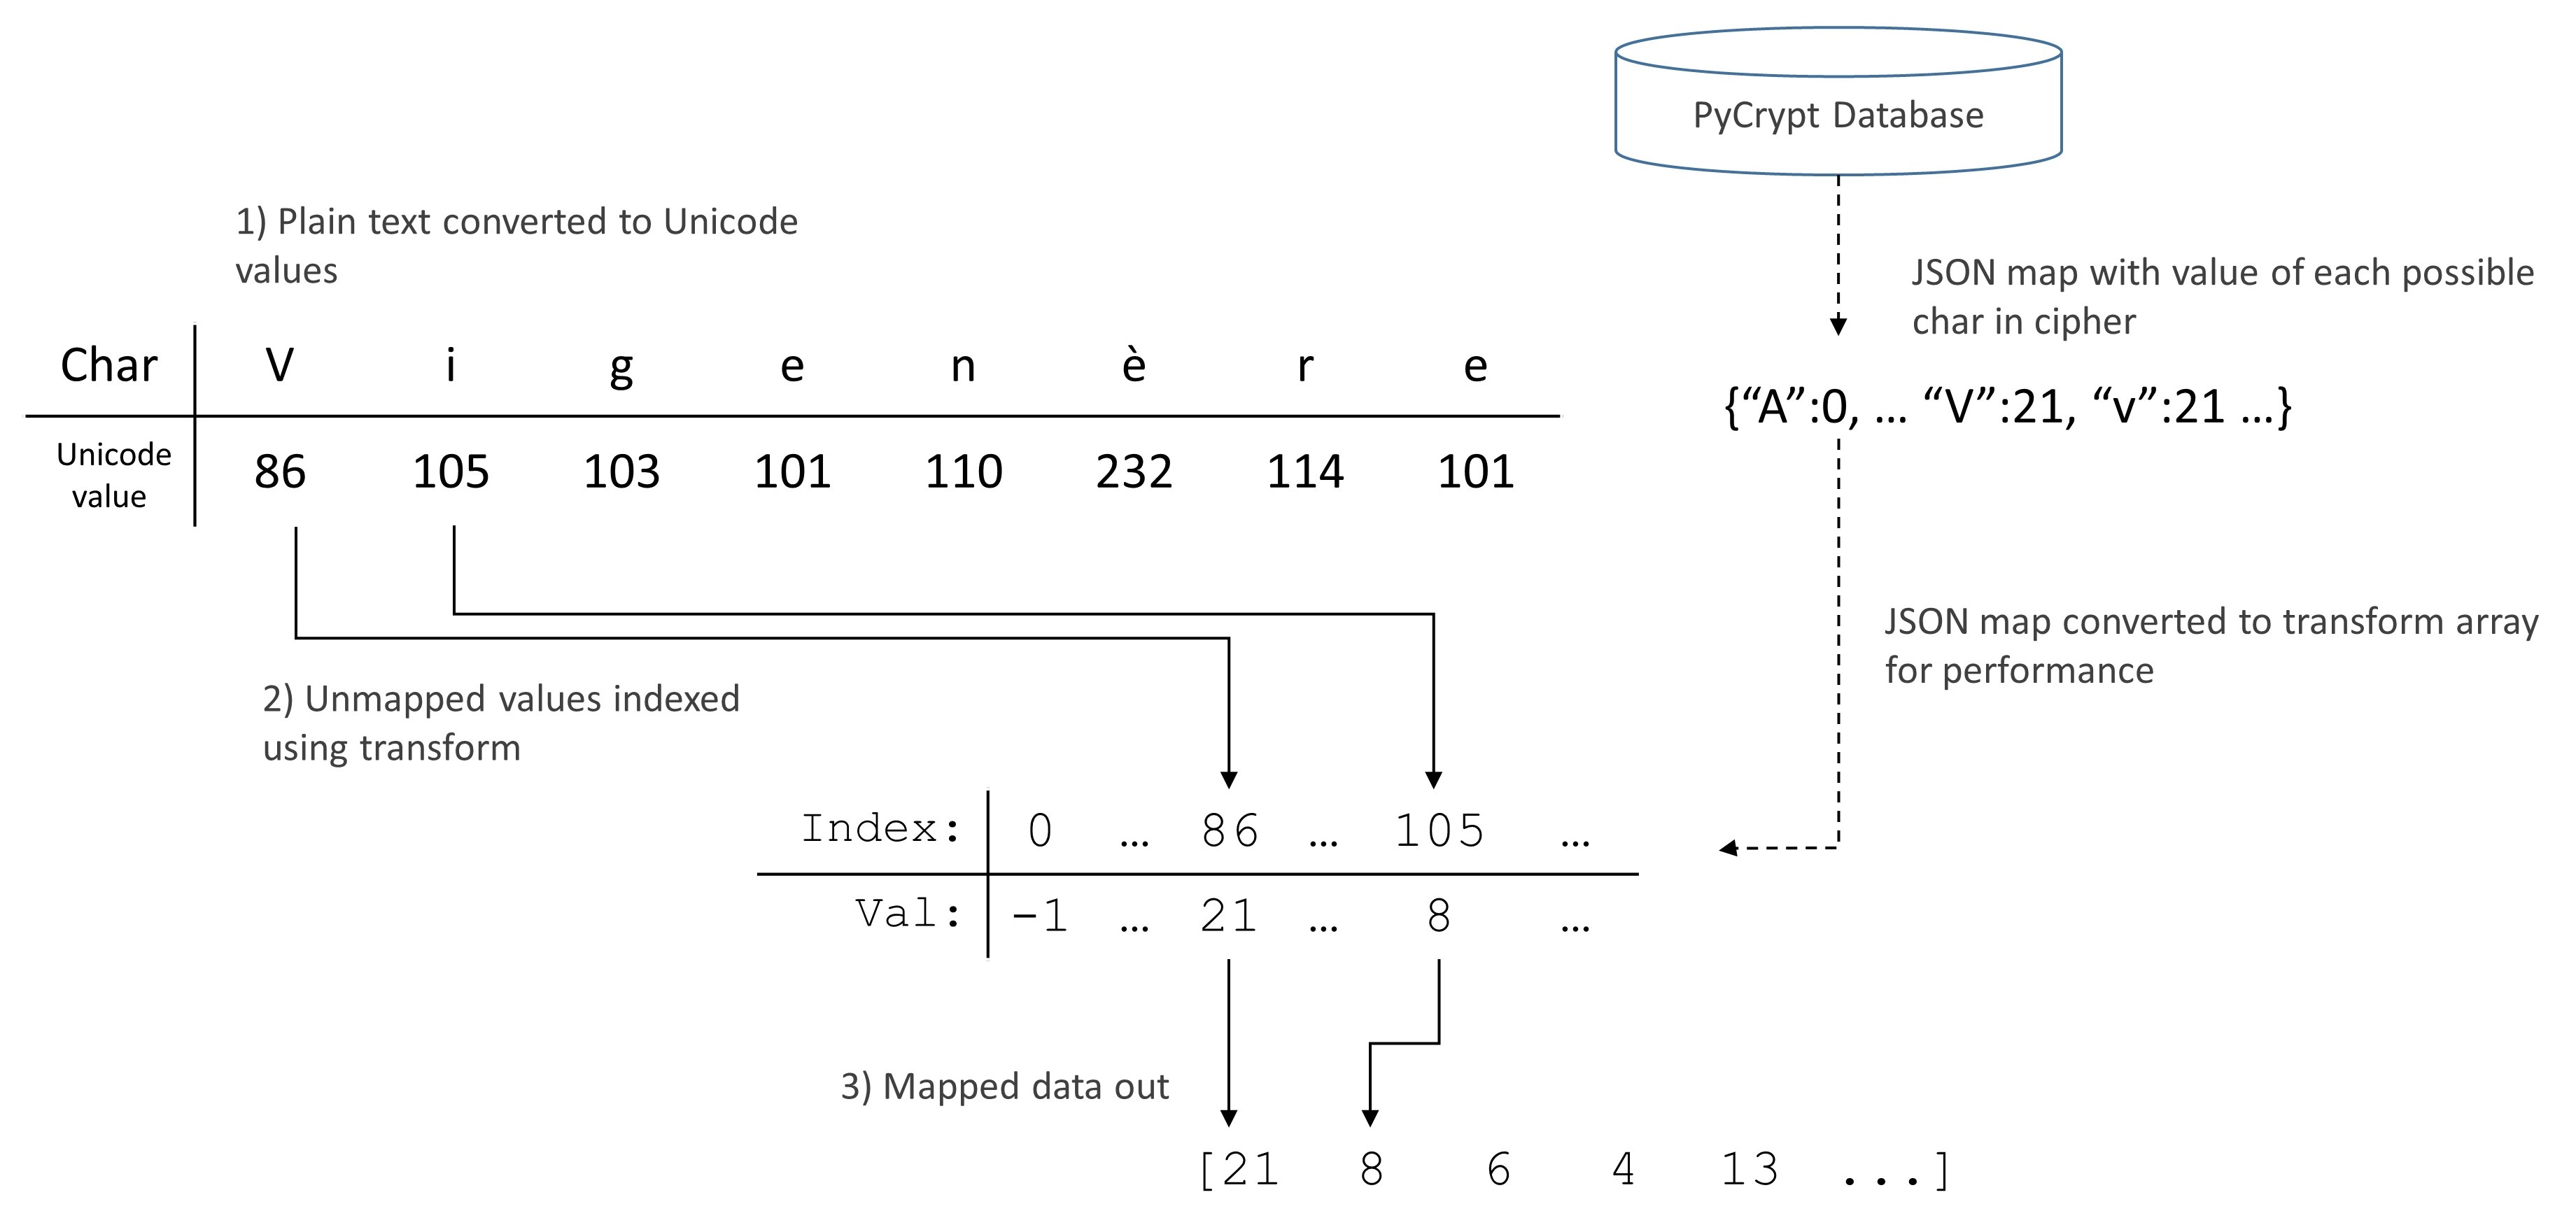 PyCrypt Database
1) Plain text converted to Unicode
values
JSON map with value of each possible
char in cipher
Char V i g e n è r e
{“A”:0, … “V”:21, “v”:21 …}
Unicode
value
86 105 103 101 110 232 114 101
JSON map converted to transform array
for performance
2) Unmapped values indexed
using transform
Index: 0 … 86 … 105 …
Val: -1 … 21 … 8 …
3) Mapped data out
[21 8 6 4 13 ...]